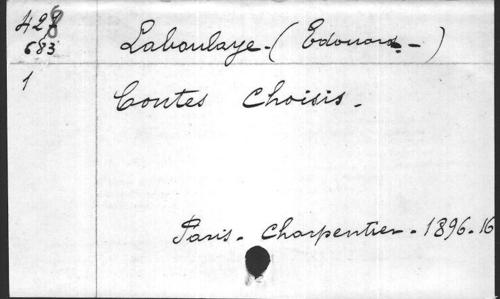 428
683
Laboulaye - (Edouard -)
1
Contes Choisis.
Paris - Charpentier - 1896 - 16